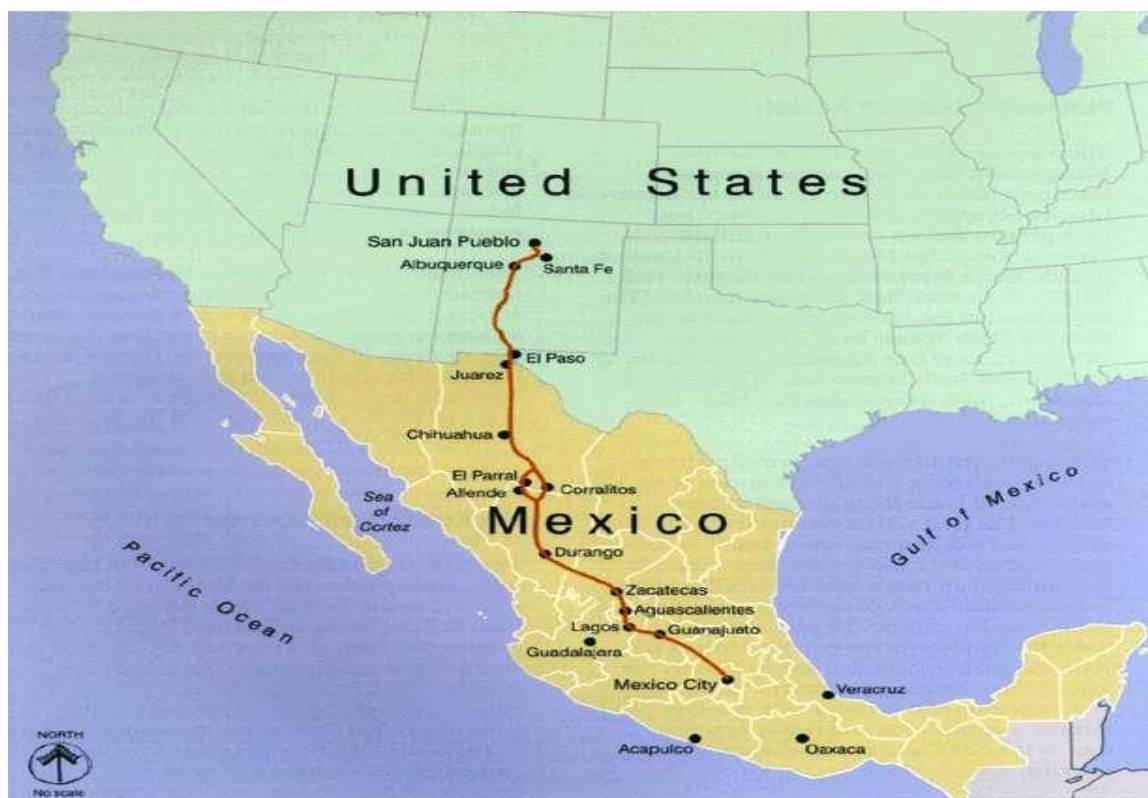 United States
San Juan Pueblo
Albuquerque
Santa Fe
El Paso
Juarez
Chihuahua
El Parral
Allende
Corralitos
Sea
of
Cortez
Mexico
Gulf of Mexico
Pacific Ocean
Durango
Zacatecas
Aguascalientes
Lagos
Guanajuato
Guadalajara
Mexico City
Veracruz
Acapulco
Oaxaca
NORTH
No scale